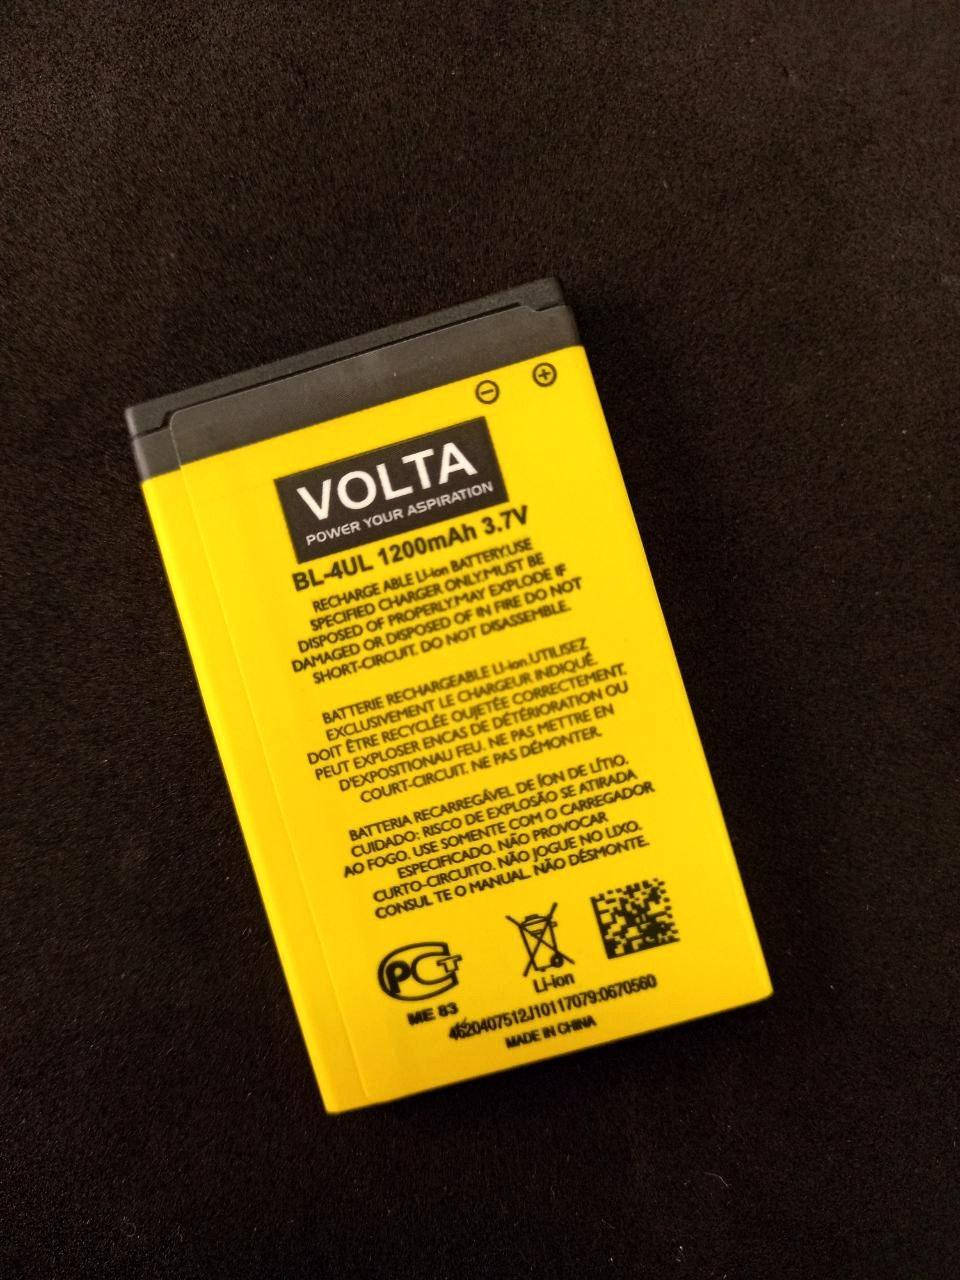 VOLTA
POWER YOUR ASPIRATION
BL-4UL 1200mAh 3.7V
RECHARGE ABLE Li-ion BATTERY.USE
SPECIFIED CHARGER ONLY.MUST BE
DISPOSED OF PROPERLY.MAY EXPLODE IF
DAMAGED OR DISPOSED OF IN FIRE DO NOT
SHORT-CIRCUIT. DO NOT DISASSEMBLE.
BATTERIE RECHARGEABLE LI-ion.UTILISEZ
EXCLUSIVEMENT LE CHARGEUR INDIQUÉ.
DOIT ÊTRE RECYCLÉE OUJETÉE CORRECTEMENT.
PEUT EXPLOSER ENCAS DE DÉTÉRIORATION OU
D'EXPOSITIONAU FEU. NE PAS METTRE EN
COURT-CIRCUIT. NE PAS DÉMONTER.
BATTERIA RECARREGÁVEL DE ÍON DE LÍTIO.
CUIDADO: RISCO DE EXPLOSÃO SE ATIRADA
AO FOGO. USE SOMENTE COM O CARREGADOR
ESPECIFICADO. NÃO PROVOCAR
CURTO-CIRCUITO. NÃO JOGUE NO LIXO.
CONSUL TE O MANUAL. NÃO DÉSMONTE.
PCT
ME 83
Li-ion
4620407512J10117079:0670560
MADE IN CHINA